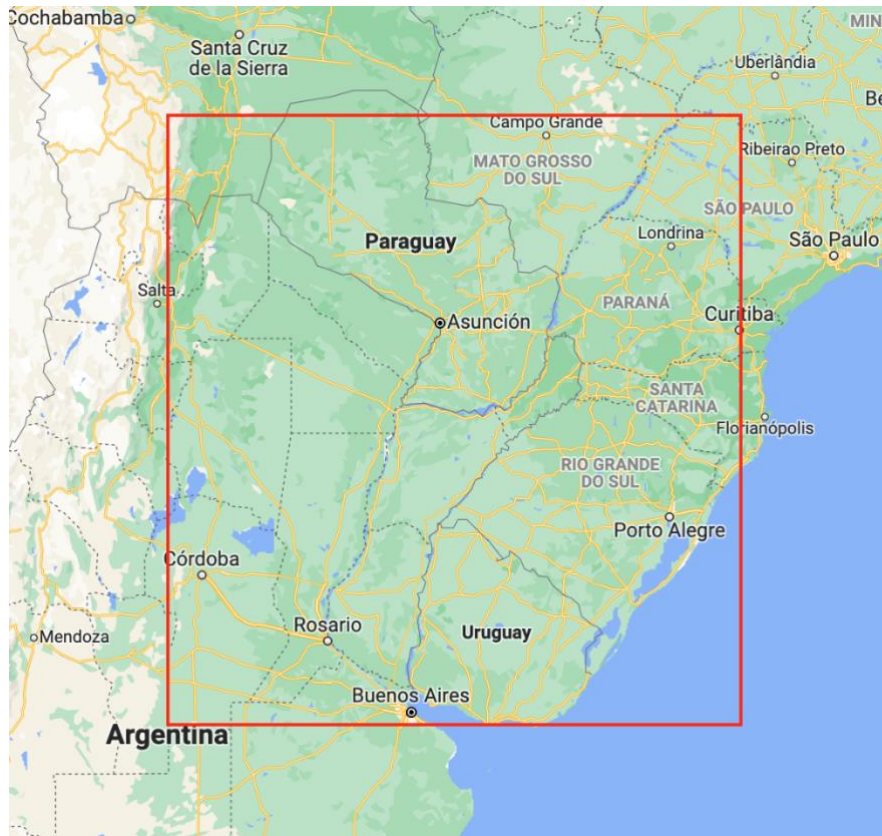 Cochabamba
Santa Cruz
de la Sierra
MIN
Uberlândia
Be
Campo Grande
MATO GROSSO
DO SUL
Ribeirao Preto
SÃO PAULO
Londrina
São Paulo
Paraguay
Salta
PARANÁ
Asunción
Curitiba
SANTA
CATARINA
Florianópolis
RIO GRANDE
DO SUL
Porto Alegre
Córdoba
Rosario
Uruguay
Mendoza
Buenos Aires
Argentina